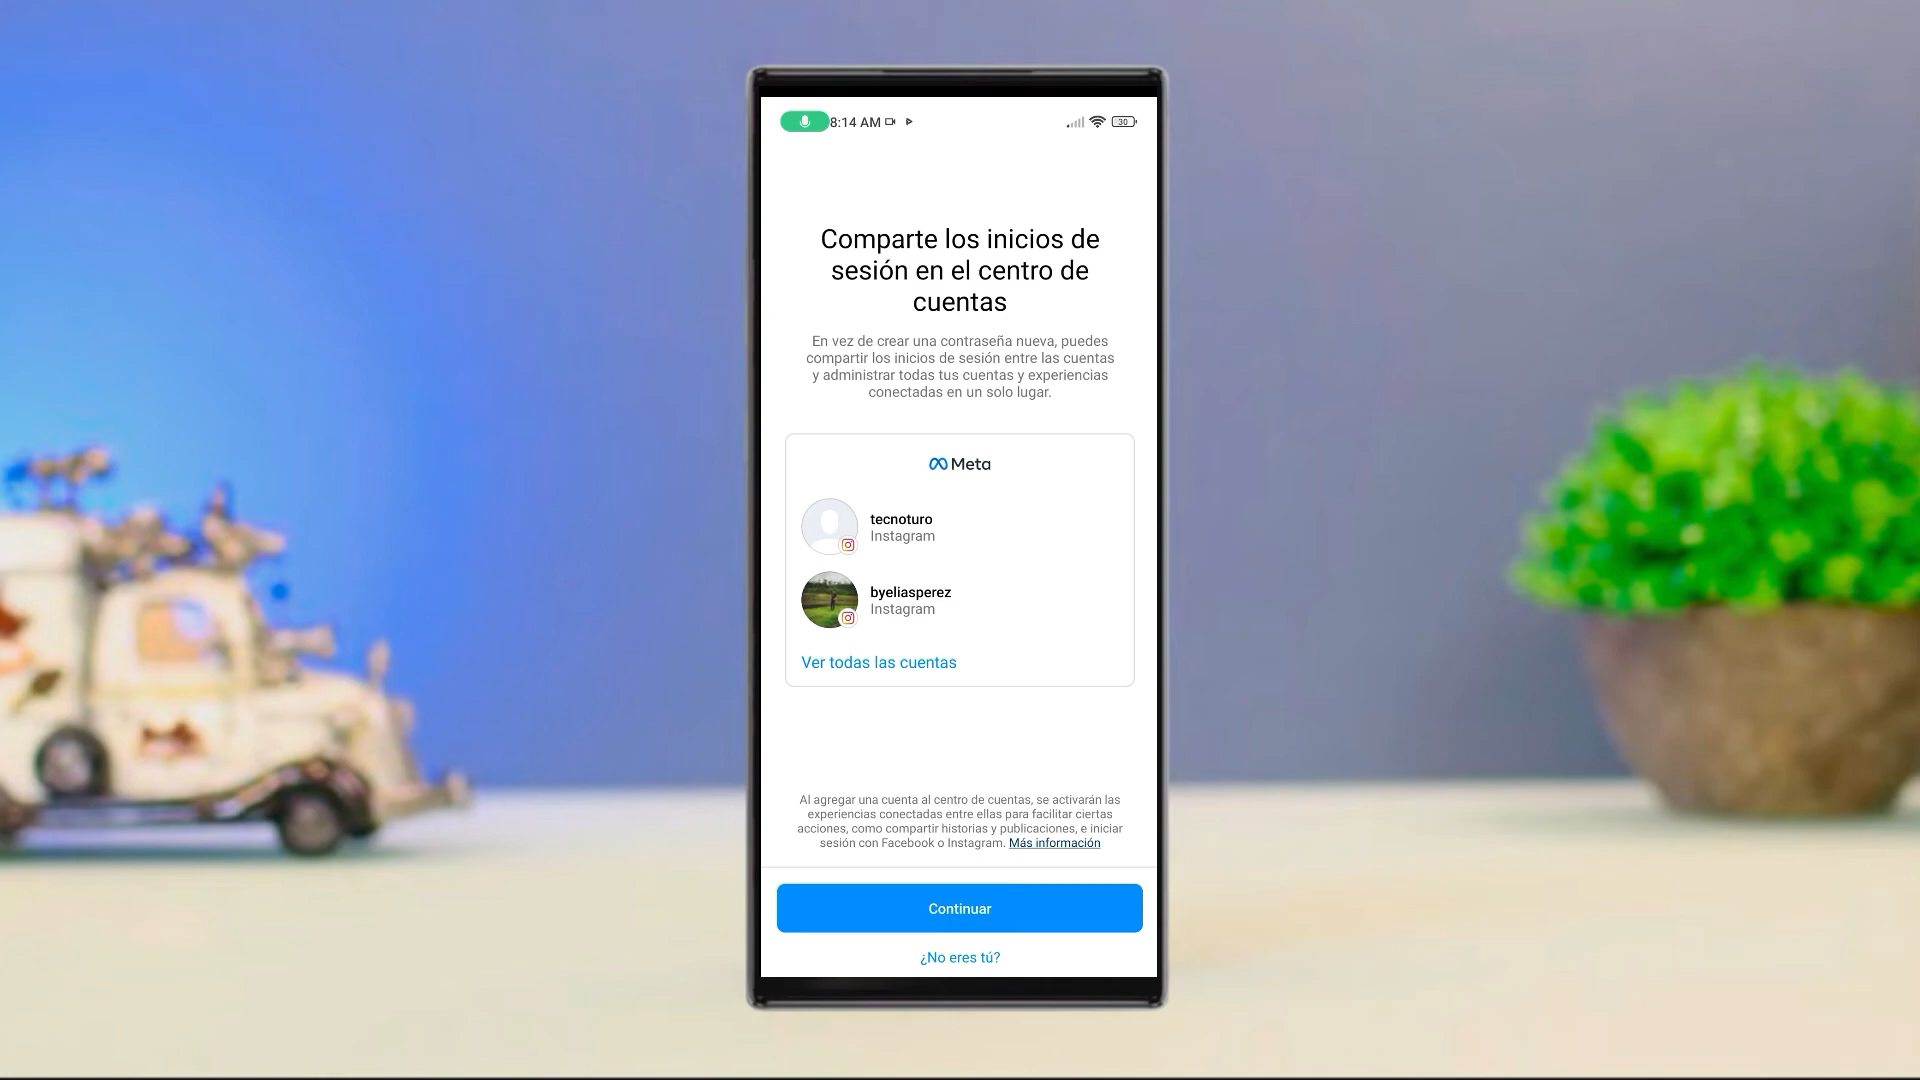 8:14 AM
30
Comparte los inicios de
sesión en el centro de
cuentas
En vez de crear una contraseña nueva, puedes
compartir los inicios de sesión entre las cuentas
y administrar todas tus cuentas y experiencias
conectadas en un solo lugar.
Meta
tecnoturo
Instagram
byeliasperez
Instagram
Ver todas las cuentas
Al agregar una cuenta al centro de cuentas, se activarán las
experiencias conectadas entre ellas para facilitar ciertas
acciones, como compartir historias y publicaciones, e iniciar
sesión con Facebook o Instagram. Más información
Continuar
¿No eres tú?